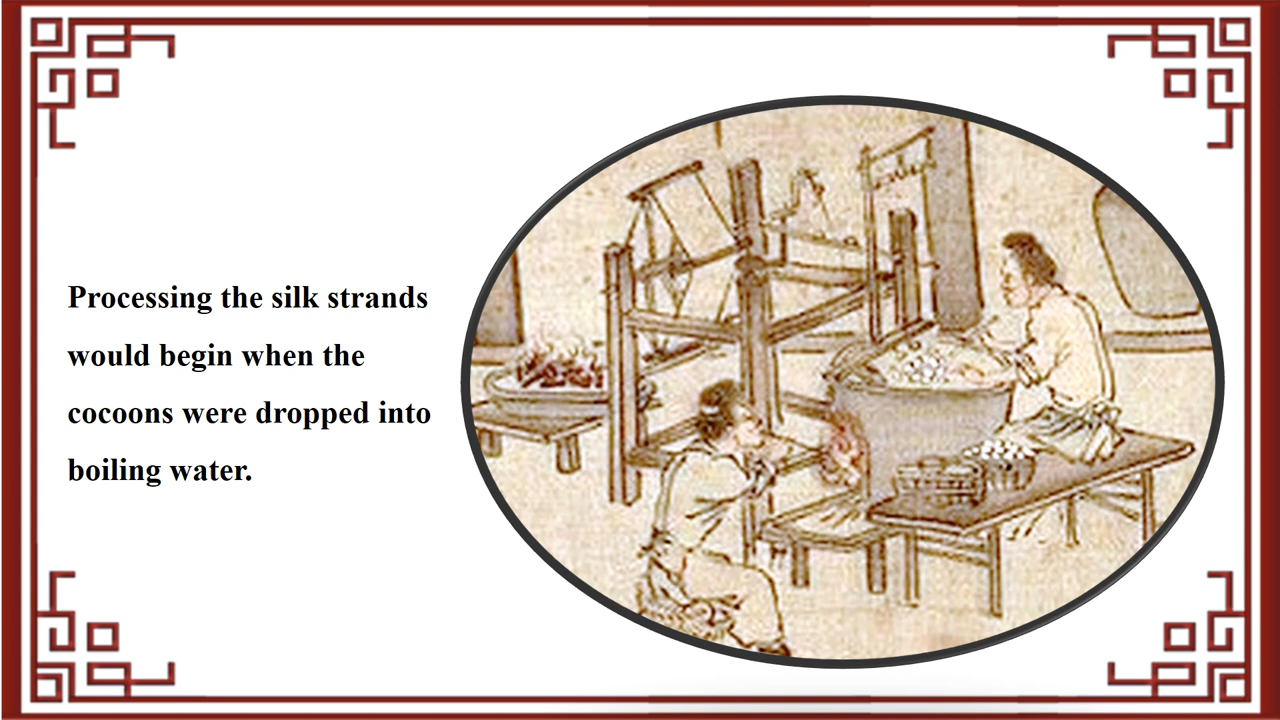 Processing the silk strands
would begin when the
cocoons were dropped into
boiling water.